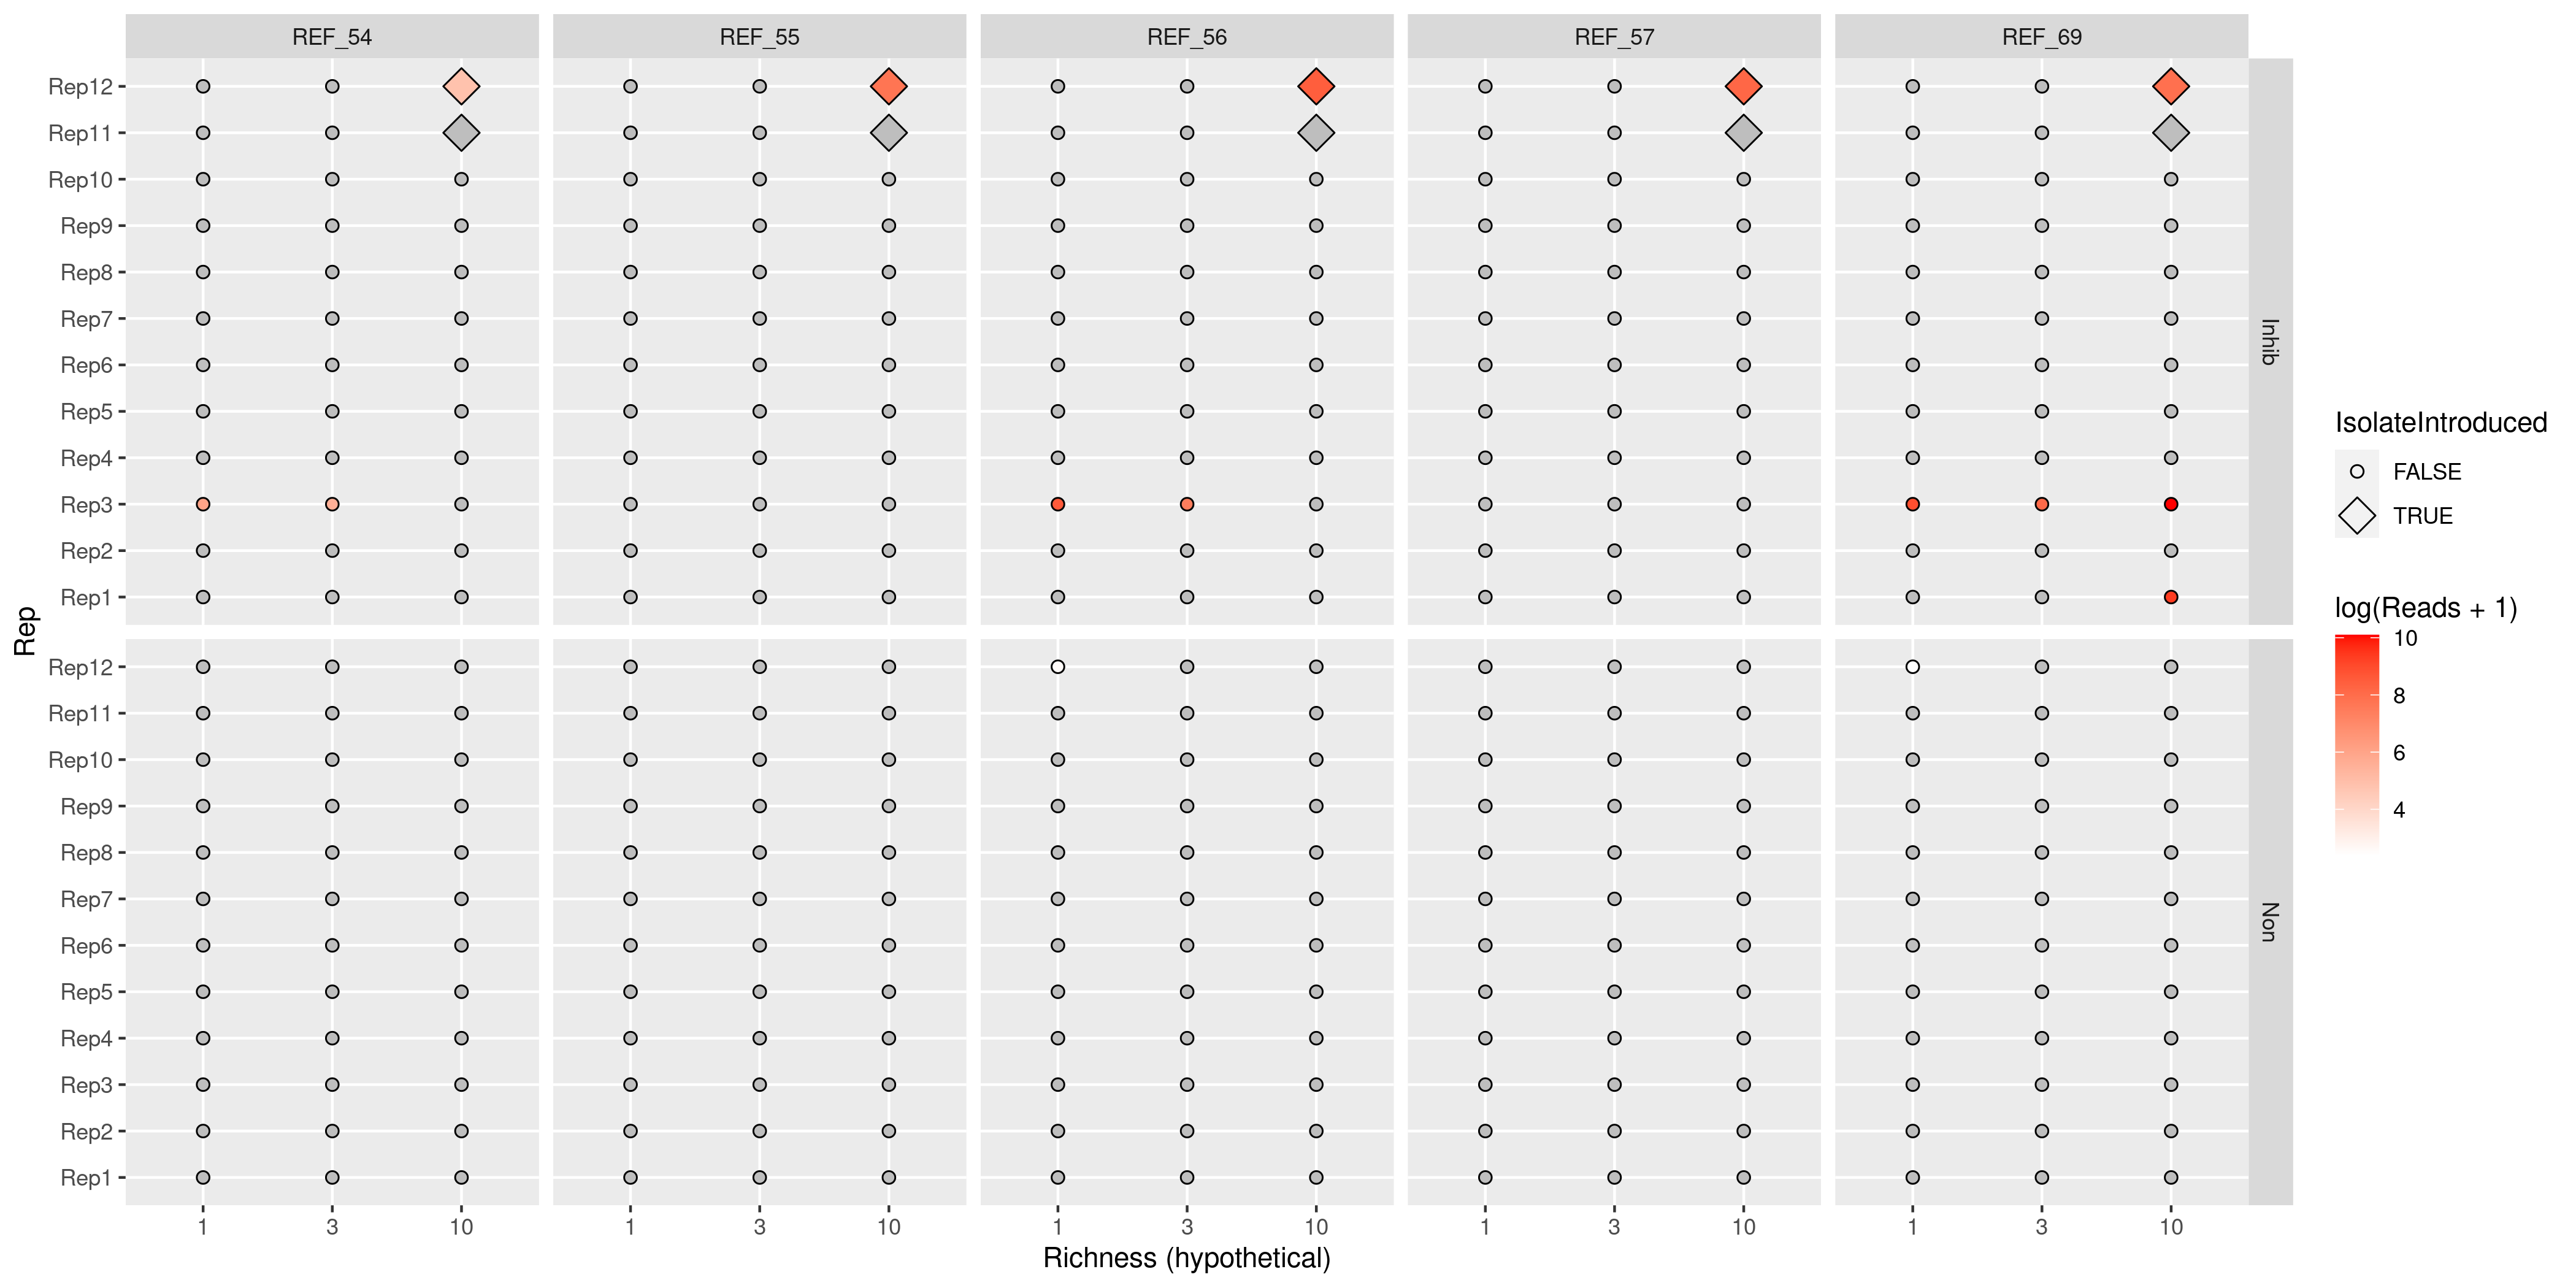 REF_54 REF_55 REF_56 REF_57 REF_69
Rep12
Rep11
Rep10
Rep9
Rep8
Rep7
Rep6
Rep5
Rep4
Rep3
Rep2
Rep1
Inhib
Rep12
Rep11
Rep10
Rep9
Rep8
Rep7
Rep6
Rep5
Rep4
Rep3
Rep2
Rep1
Non
Rep
1 3 10 1 3 10 1 3 10 1 3 10 1 3 10
Richness (hypothetical)
IsolateIntroduced
FALSE
TRUE
log(Reads + 1)
10
8
6
4